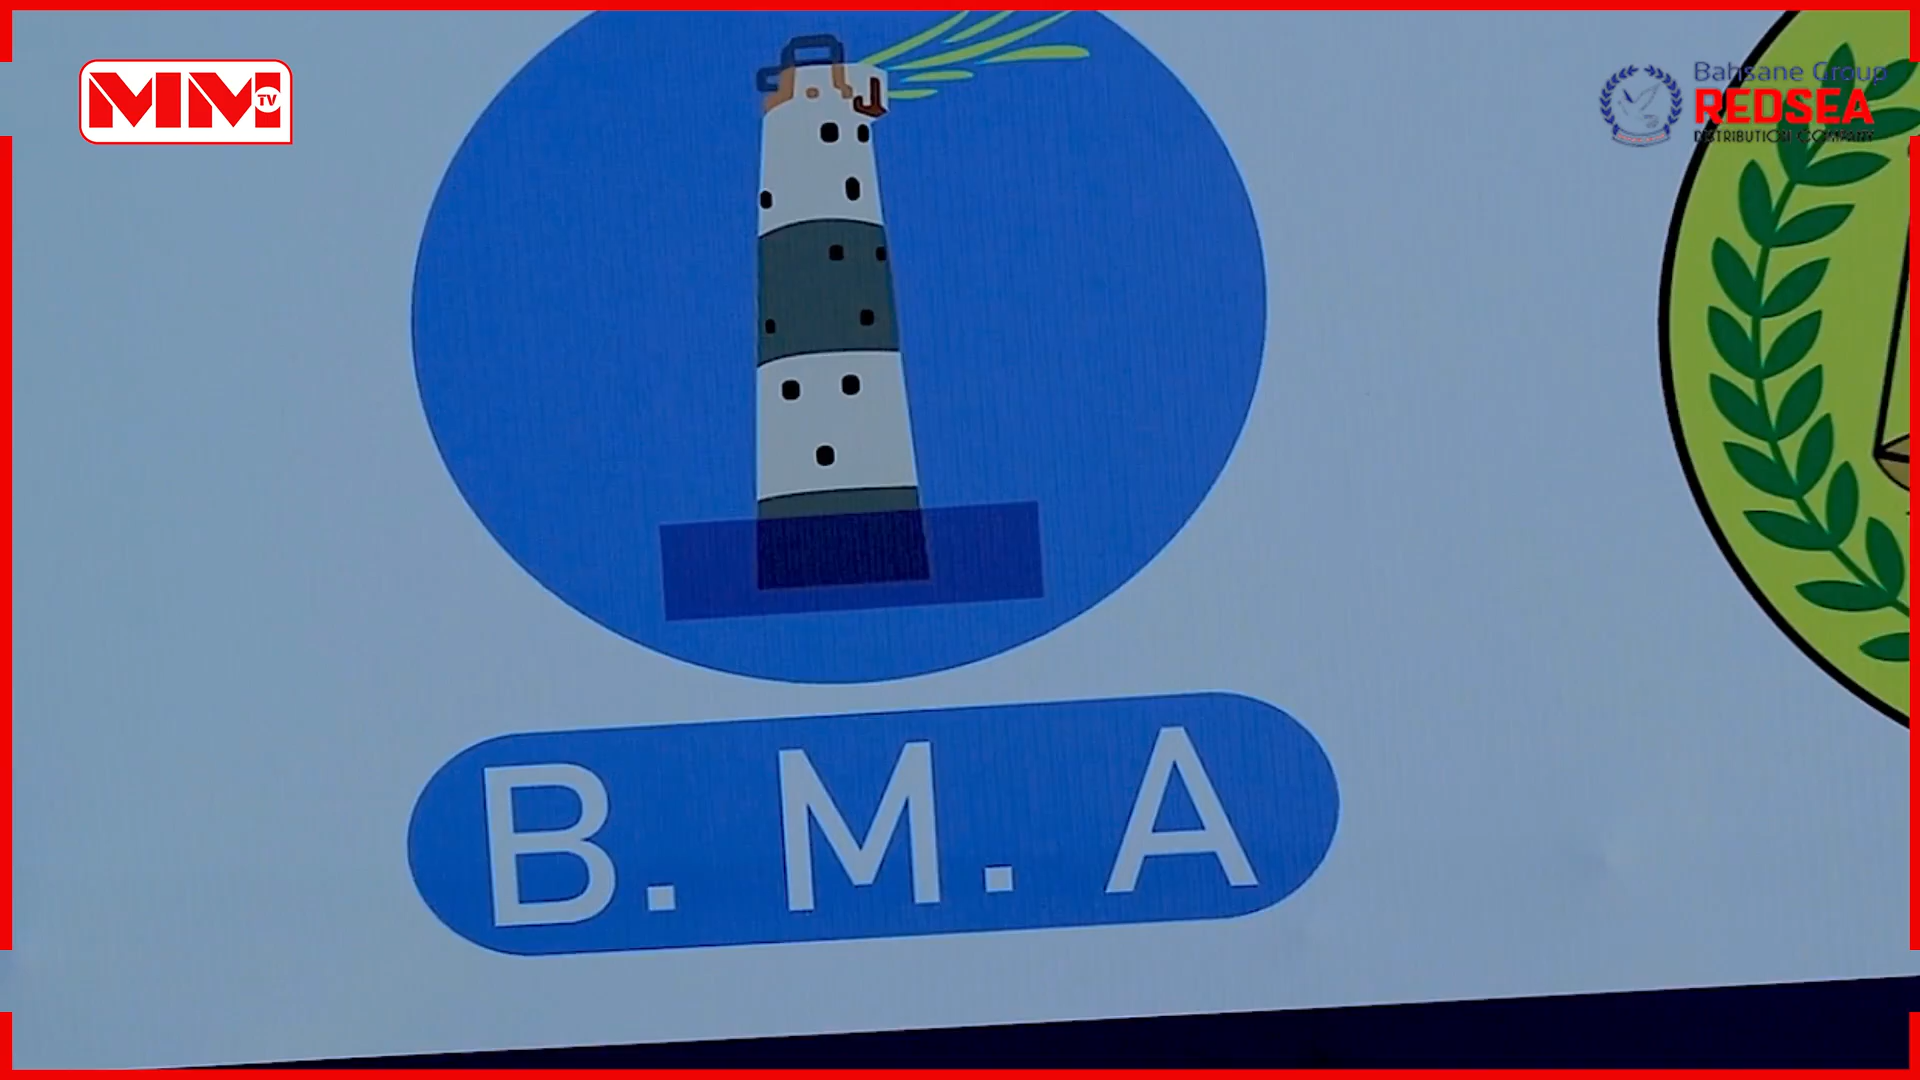 MM TV
Bahsane Group
REDSEA
DISTRIBUTION COMPANY
B. M. A